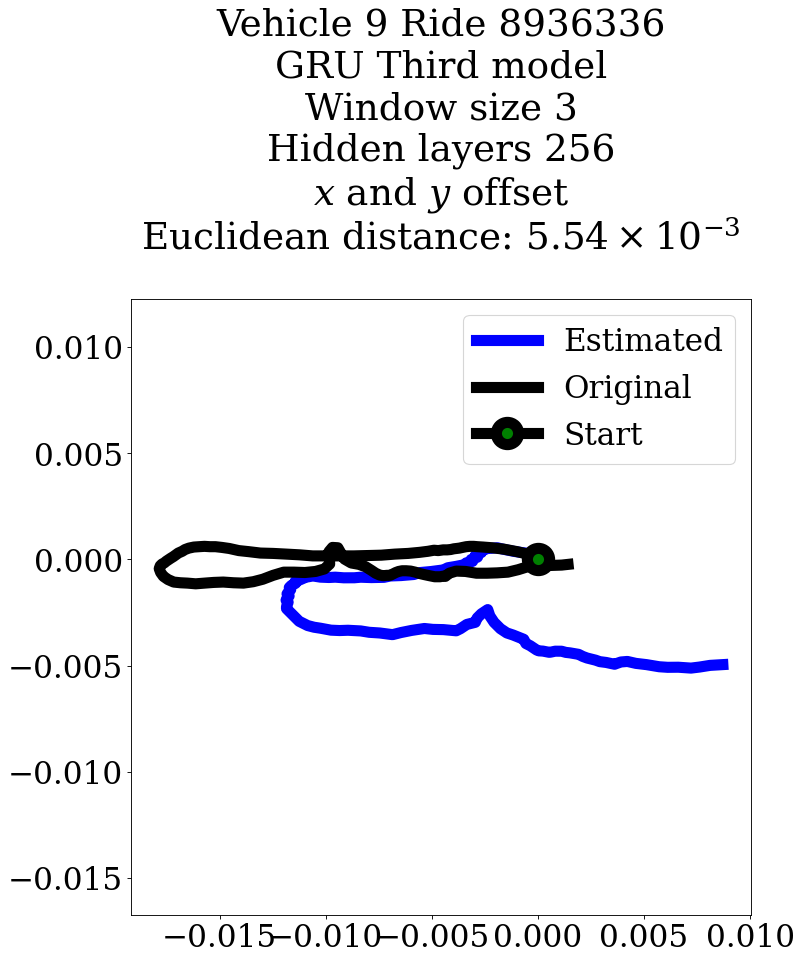 Vehicle 9 Ride 8936336
GRU Third model
Window size 3
Hidden layers 256
x and y offset
Euclidean distance: 5.54 × 10⁻³
Estimated
Original
Start
0.010
0.005
0.000
−0.005
−0.010
−0.015
−0.015 −0.010 −0.005 0.000 0.005 0.010